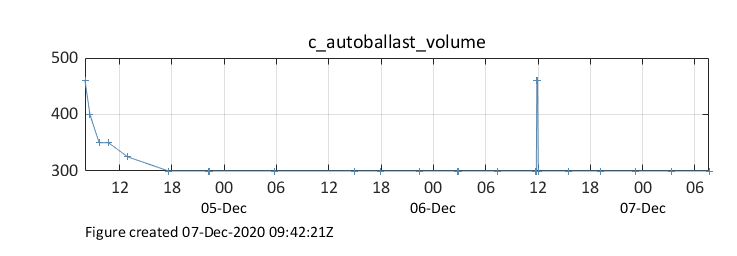 c_autoballast_volume
500
400
300
12 18 00 06 12 18 00 06 12 18 00 06
05-Dec 06-Dec 07-Dec
Figure created 07-Dec-2020 09:42:21Z